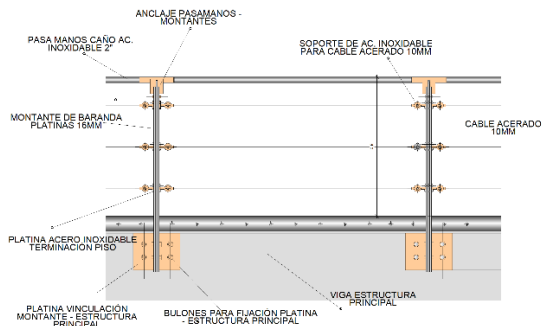 ANCLAJE PASAMANOS -
MONTANTES
PASA MANOS CAÑO AC.
INOXIDABLE 2"
SOPORTE DE AC. INOXIDABLE
PARA CABLE ACERADO 10MM
MONTANTE DE BARANDA
PLATINAS 16MM
CABLE ACERADO
10MM
PLATINA ACERO INOXIDABLE
TERMINACION PISO
PLATINA VINCULACIÓN
MONTANTE - ESTRUCTURA
PRINCIPAL
BULONES PARA FIJACIÓN PLATINA
- ESTRUCTURA PRINCIPAL
VIGA ESTRUCTURA
PRINCIPAL